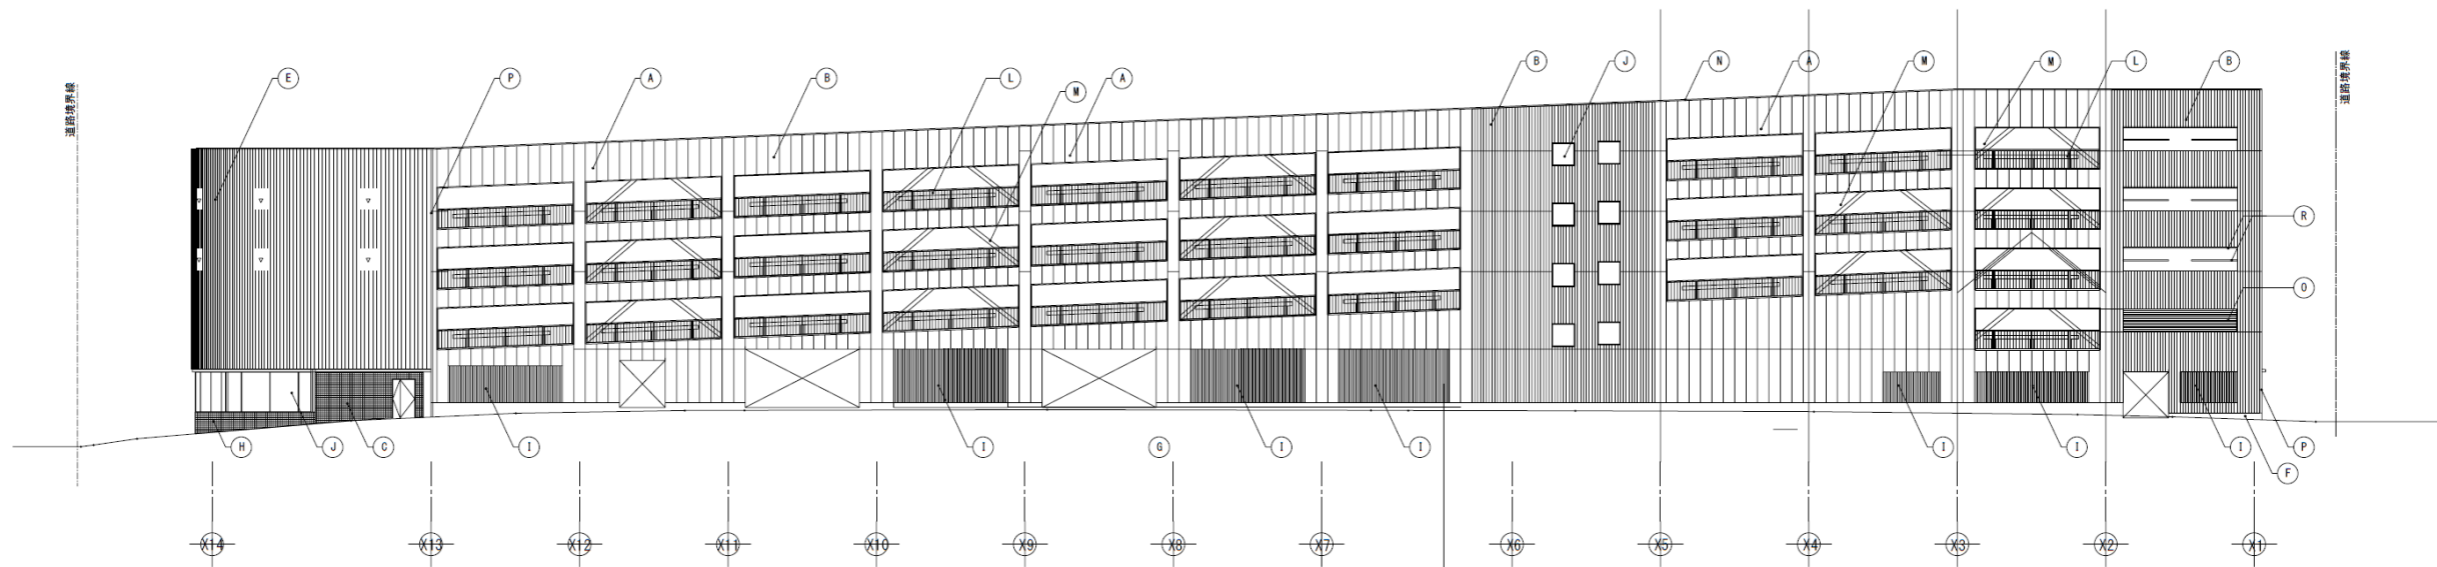 道路境界線
道路境界線
E
P
A
B
L
M
A
B
J
N
A
M
M
L
B
R
O
H
J
C
I
I
G
I
I
I
I
I
P
F
X14
X13
X12
X11
X10
X9
X8
X7
X6
X5
X4
X3
X2
X1